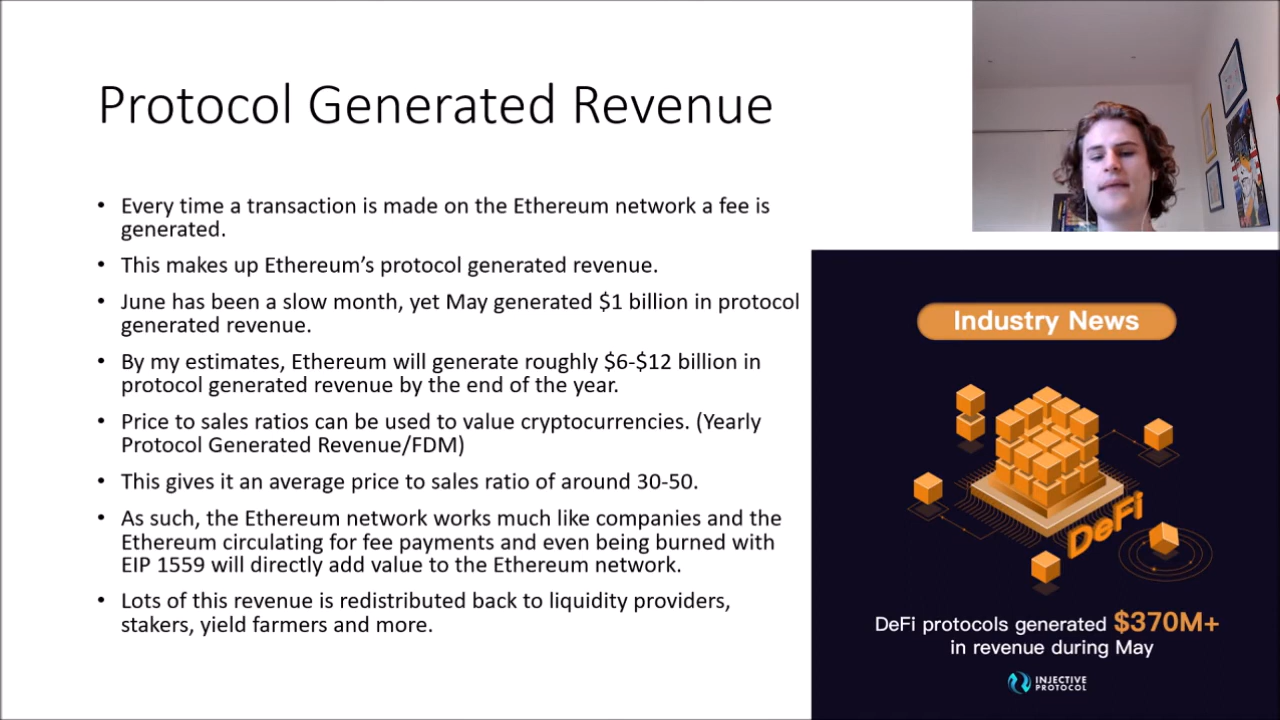 Protocol Generated Revenue
• Every time a transaction is made on the Ethereum network a fee is
generated.
• This makes up Ethereum’s protocol generated revenue.
• June has been a slow month, yet May generated $1 billion in protocol
generated revenue.
• By my estimates, Ethereum will generate roughly $6-$12 billion in
protocol generated revenue by the end of the year.
• Price to sales ratios can be used to value cryptocurrencies. (Yearly
Protocol Generated Revenue/FDM)
• This gives it an average price to sales ratio of around 30-50.
• As such, the Ethereum network works much like companies and the
Ethereum circulating for fee payments and even being burned with
EIP 1559 will directly add value to the Ethereum network.
• Lots of this revenue is redistributed back to liquidity providers,
stakers, yield farmers and more.
Industry News
DeFi
DeFi protocols generated $370M+
in revenue during May
INJECTIVE
PROTOCOL